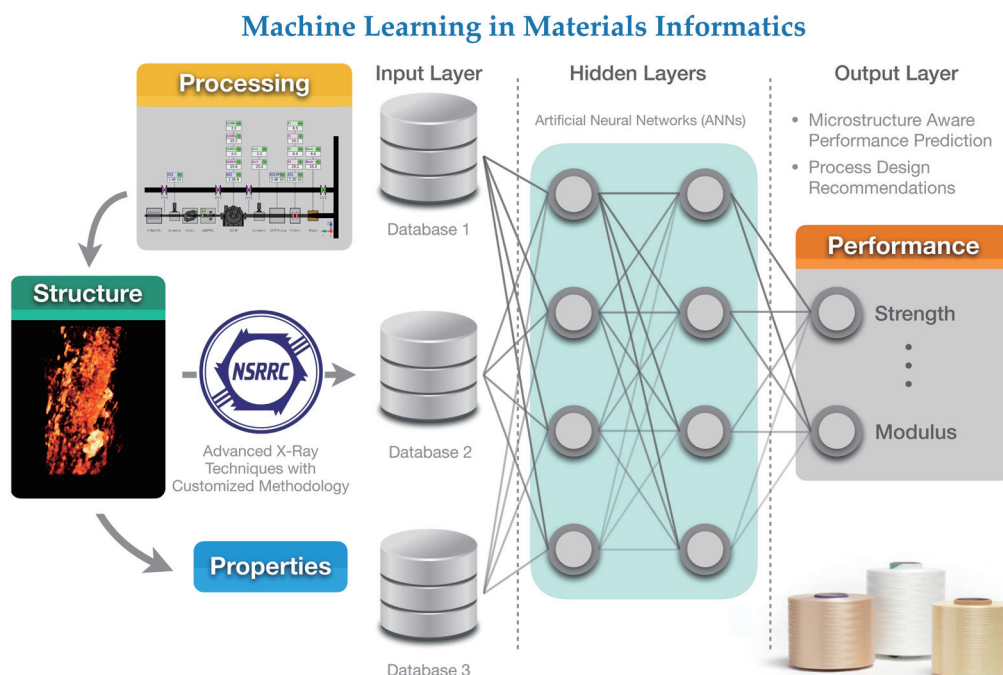 Machine Learning in Materials Informatics
Processing
Input Layer
Hidden Layers
Output Layer
Artificial Neural Networks (ANNs)
• Microstructure Aware
Performance Prediction
• Process Design
Recommendations
Database 1
Structure
Performance
NSRRC
Strength
Modulus
Advanced X-Ray
Techniques with
Customized Methodology
Database 2
Properties
Database 3